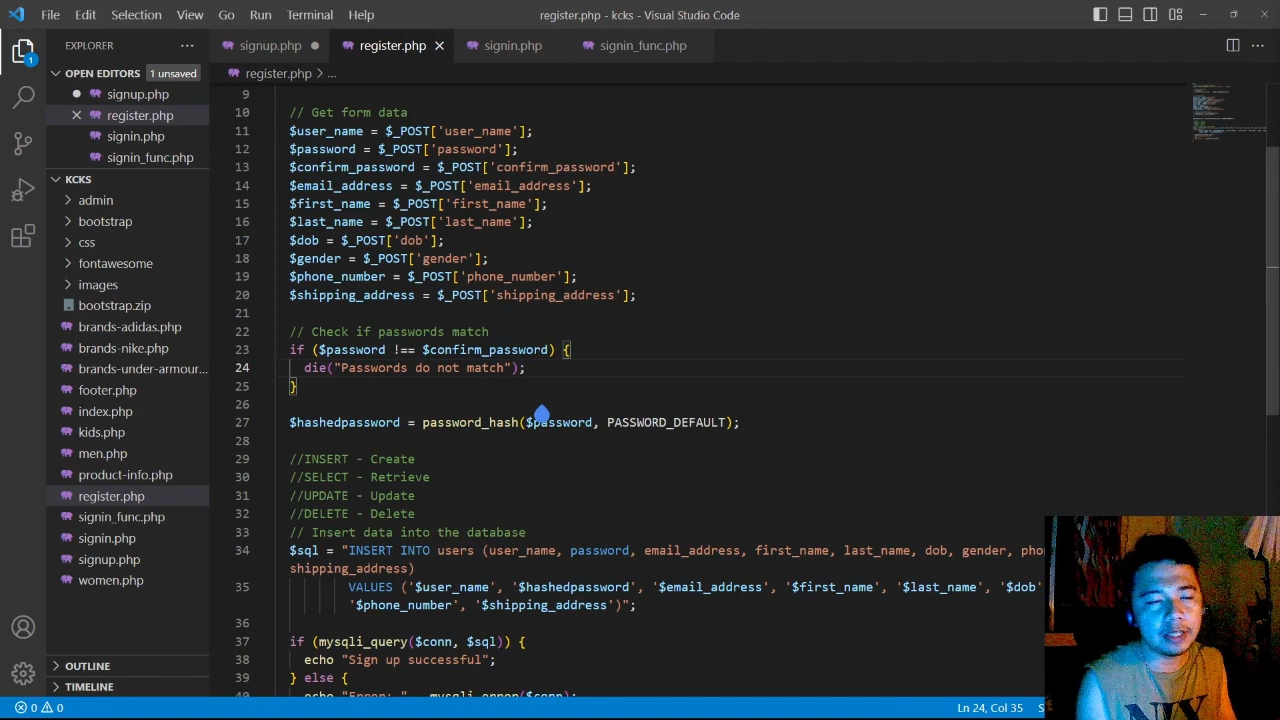 File Edit Selection View Go Run Terminal Help
register.php - kcks - Visual Studio Code
EXPLORER
1
OPEN EDITORS 1 unsaved
signup.php
register.php
signin.php
signin_func.php
KCKS
admin
bootstrap
css
fontawesome
images
bootstrap.zip
brands-adidas.php
brands-nike.php
brands-under-armour...
footer.php
index.php
kids.php
men.php
product-info.php
register.php
signin_func.php
signin.php
signup.php
women.php
OUTLINE
TIMELINE
signup.php register.php signin.php signin_func.php
register.php > ...
9
10 // Get form data
11 $user_name = $_POST['user_name'];
12 $password = $_POST['password'];
13 $confirm_password = $_POST['confirm_password'];
14 $email_address = $_POST['email_address'];
15 $first_name = $_POST['first_name'];
16 $last_name = $_POST['last_name'];
17 $dob = $_POST['dob'];
18 $gender = $_POST['gender'];
19 $phone_number = $_POST['phone_number'];
20 $shipping_address = $_POST['shipping_address'];
21
22 // Check if passwords match
23 if ($password !== $confirm_password) {
24 die("Passwords do not match");
25 }
26
27 $hashedpassword = password_hash($password, PASSWORD_DEFAULT);
28
29 //INSERT - Create
30 //SELECT - Retrieve
31 //UPDATE - Update
32 //DELETE - Delete
33 // Insert data into the database
34 $sql = "INSERT INTO users (user_name, password, email_address, first_name, last_name, dob, gender, phon
shipping_address)
35 VALUES ('$user_name', '$hashedpassword', '$email_address', '$first_name', '$last_name', '$dob'
'$phone_number', '$shipping_address')";
36
37 if (mysqli_query($conn, $sql)) {
38 echo "Sign up successful";
39 } else {
40 echo "Error: " . mysqli_error($conn);
0 0
Ln 24, Col 35